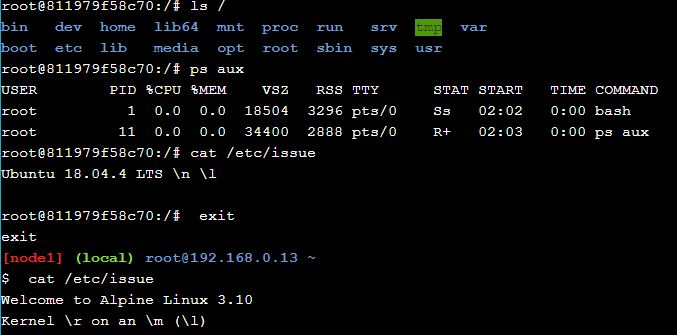 root@811979f58c70:/# ls /
bin   dev  home  lib64  mnt  proc  run   srv  tmp  var
boot  etc  lib   media  opt  root  sbin  sys  usr
root@811979f58c70:/# ps aux
USER       PID %CPU %MEM    VSZ   RSS TTY      STAT START   TIME COMMAND
root         1  0.0  0.0  18504  3296 pts/0    Ss   02:02   0:00 bash
root        11  0.0  0.0  34400  2888 pts/0    R+   02:03   0:00 ps aux
root@811979f58c70:/# cat /etc/issue
Ubuntu 18.04.4 LTS \n \l
root@811979f58c70:/#  exit
exit
[node1] (local) root@192.168.0.13 ~
$  cat /etc/issue
Welcome to Alpine Linux 3.10
Kernel \r on an \m (\l)